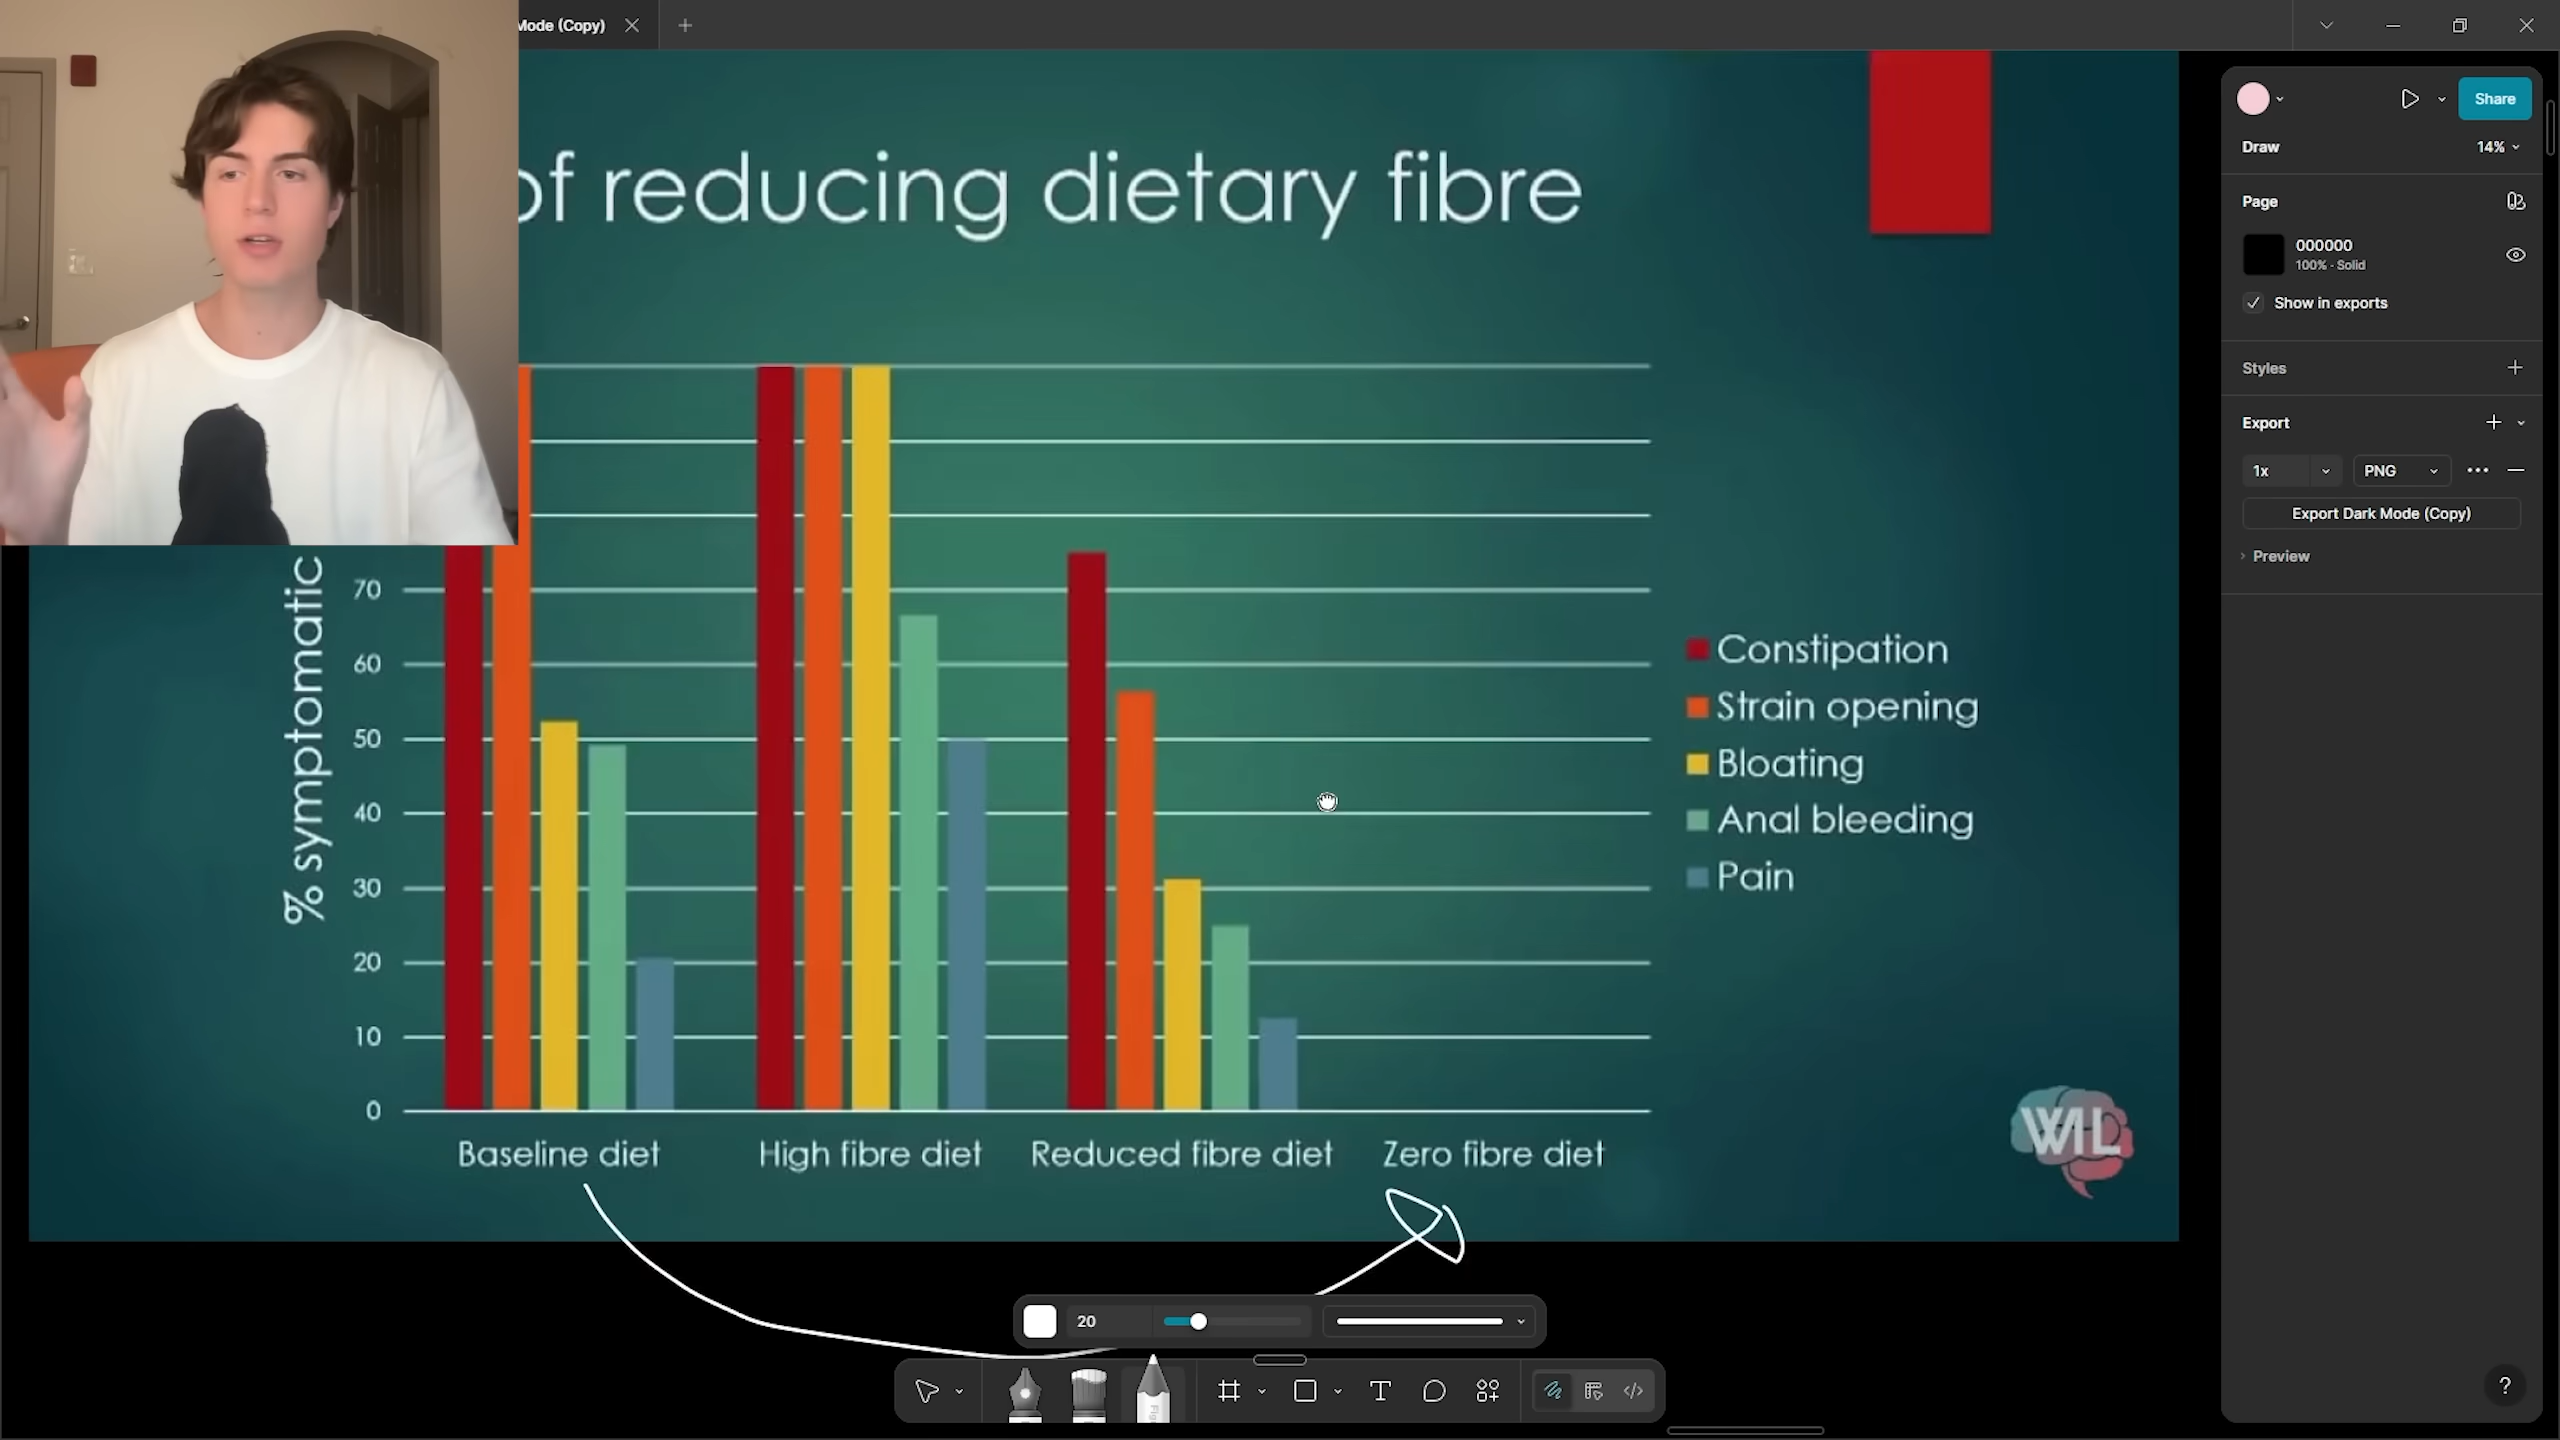 Mode (Copy)
of reducing dietary fibre
% symptomatic
70
60
50
40
30
20
10
0
Baseline diet
High fibre diet
Reduced fibre diet
Zero fibre diet
Constipation
Strain opening
Bloating
Anal bleeding
Pain
WIL
20
Share
Draw
14%
Page
000000
100% - Solid
Show in exports
Styles
Export
1x
PNG
Export Dark Mode (Copy)
Preview
?